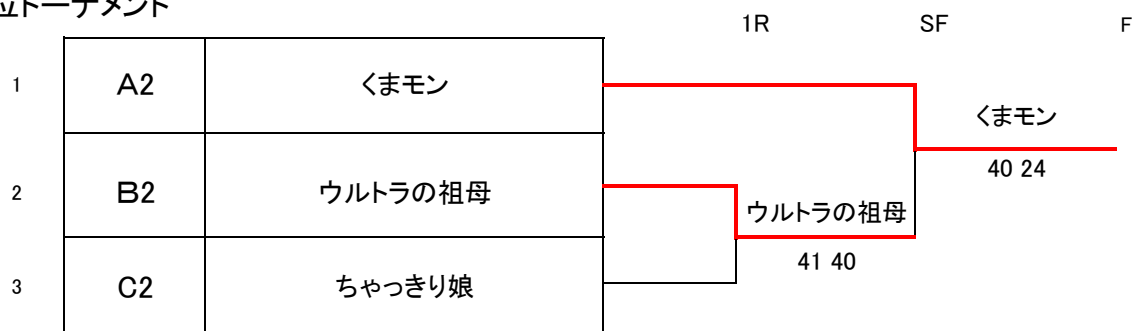 位トーナメント
1R SF F
1 A2 くまモン
くまモン
40 24
2 B2 ウルトラの祖母
ウルトラの祖母
41 40
3 C2 ちゃっきり娘